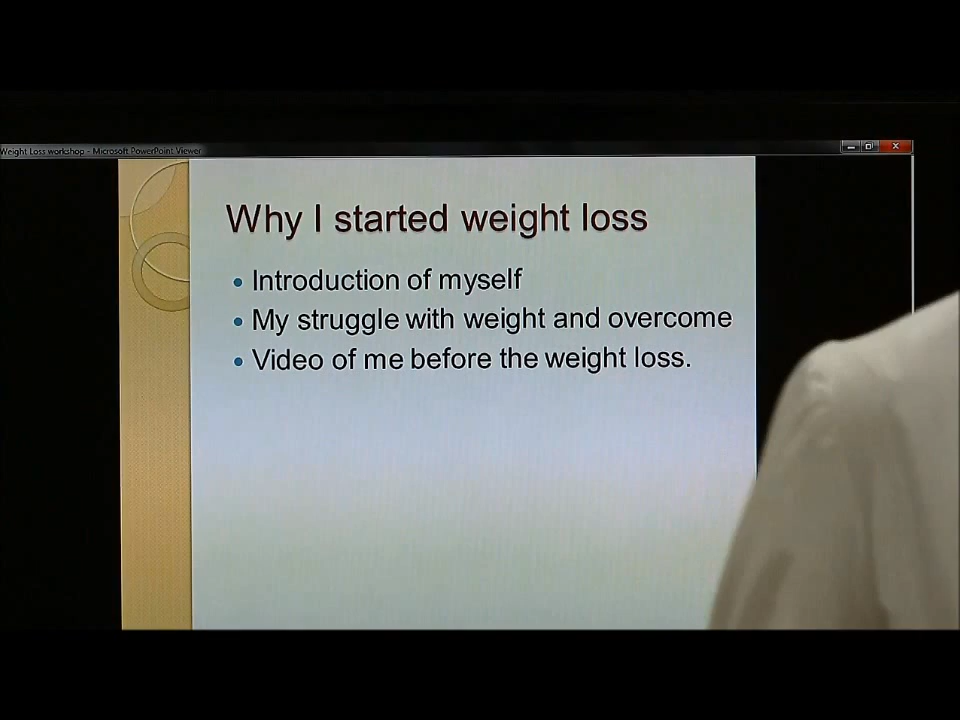 Weight Loss workshop - Microsoft PowerPoint Viewer
Why I started weight loss
• Introduction of myself
• My struggle with weight and overcome
• Video of me before the weight loss.